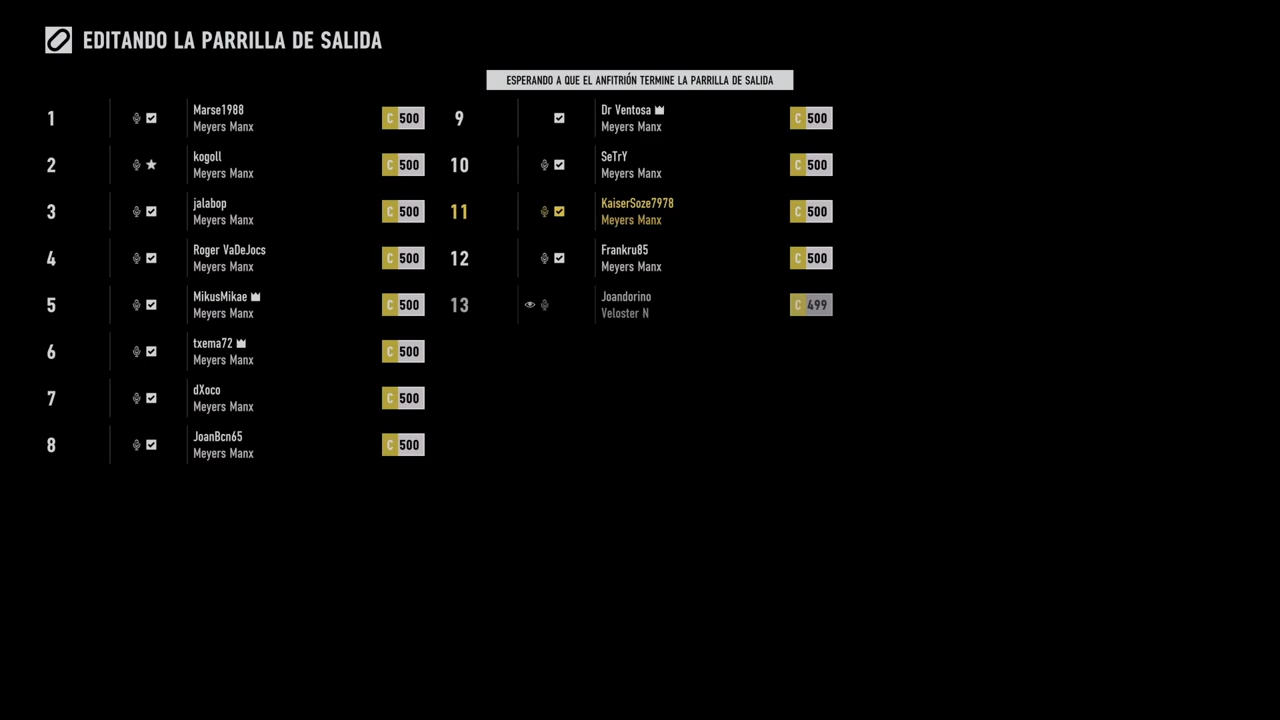 EDITANDO LA PARRILLA DE SALIDA
ESPERANDO A QUE EL ANFITRIÓN TERMINE LA PARRILLA DE SALIDA
1 Marse1988 C 500
Meyers Manx
2 kogoll C 500
Meyers Manx
3 jalabop C 500
Meyers Manx
4 Roger VaDeJocs C 500
Meyers Manx
5 MikusMikae C 500
Meyers Manx
6 txema72 C 500
Meyers Manx
7 dXoco C 500
Meyers Manx
8 JoanBcn65 C 500
Meyers Manx
9 Dr Ventosa C 500
Meyers Manx
10 SeTrY C 500
Meyers Manx
11 KaiserSoze7978 C 500
Meyers Manx
12 Frankru85 C 500
Meyers Manx
13 Joandorino C 499
Veloster N